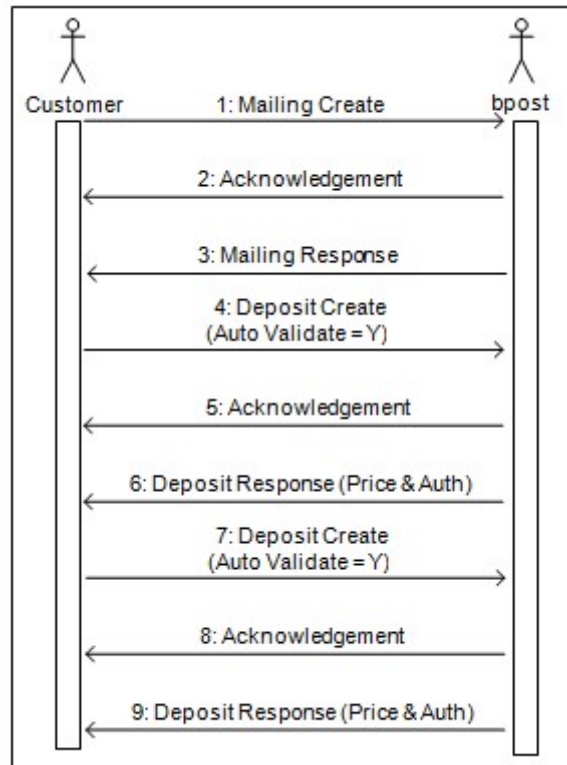 Customer
bpost
1: Mailing Create
2: Acknowledgement
3: Mailing Response
4: Deposit Create
(Auto Validate = Y)
5: Acknowledgement
6: Deposit Response (Price & Auth)
7: Deposit Create
(Auto Validate = Y)
8: Acknowledgement
9: Deposit Response (Price & Auth)